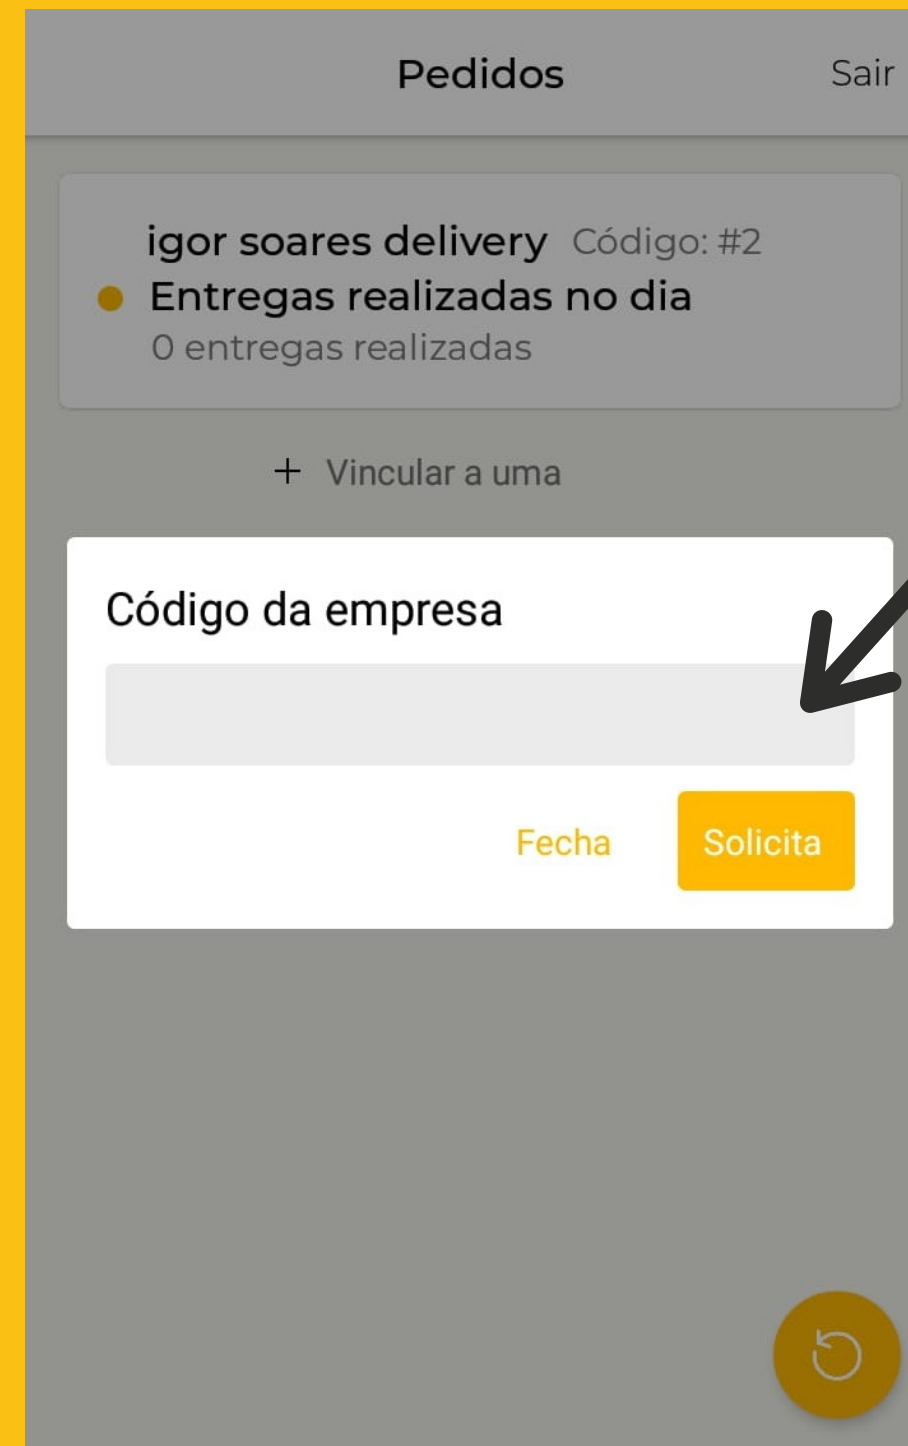 Pedidos Sair
igor soares delivery Código: #2
Entregas realizadas no dia
0 entregas realizadas
+ Vincular a uma
Código da empresa
Fecha Solicita